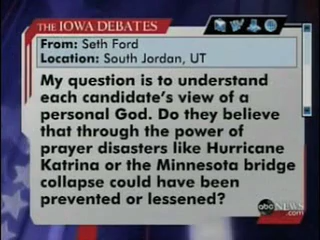 THE IOWA DEBATES
From: Seth Ford
Location: South Jordan, UT
My question is to understand
each candidate's view of a
personal God. Do they believe
that through the power of
prayer disasters like Hurricane
Katrina or the Minnesota bridge
collapse could have been
prevented or lessened?
abc NEWS.com